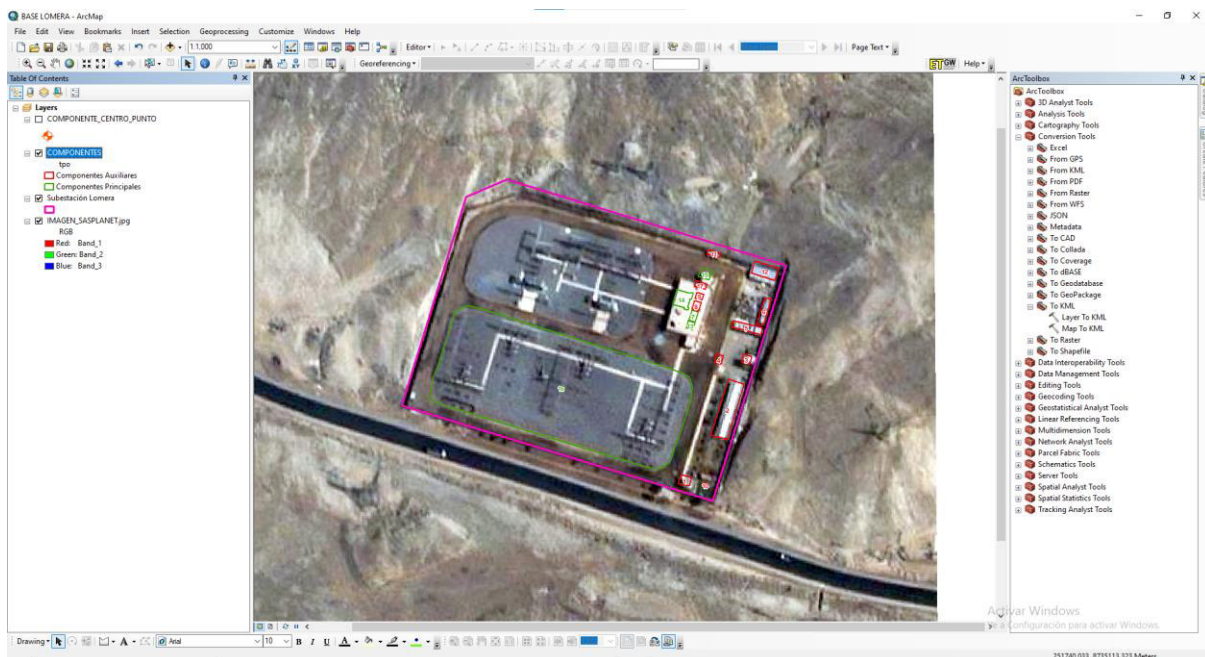 BASE LOMERA - ArcMap
File Edit View Bookmarks Insert Selection Geoprocessing Customize Windows Help
1:1.000
Editor
Page Text
Georeferencing
ET GW Help
Table Of Contents
Layers
COMPONENTE_CENTRO_PUNTO
COMPONENTES
tpo
Componentes Auxiliares
Componentes Principales
Subestación Lomera
IMAGEN_SASPLANET.jpg
RGB
Red: Band_1
Green: Band_2
Blue: Band_3
ArcToolbox
ArcToolbox
3D Analyst Tools
Analysis Tools
Cartography Tools
Conversion Tools
Excel
From GPS
From KML
From PDF
From Raster
From WFS
JSON
Metadata
To CAD
To Collada
To Coverage
To dBASE
To Geodatabase
To GeoPackage
To KML
Layer To KML
Map To KML
To Raster
To Shapefile
Data Interoperability Tools
Data Management Tools
Editing Tools
Geocoding Tools
Geostatistical Analyst Tools
Linear Referencing Tools
Multidimension Tools
Network Analyst Tools
Parcel Fabric Tools
Schematics Tools
Server Tools
Spatial Analyst Tools
Spatial Statistics Tools
Tracking Analyst Tools
Activar Windows
Ve a Configuración para activar Windows.
Drawing A Arial 10 B I U A